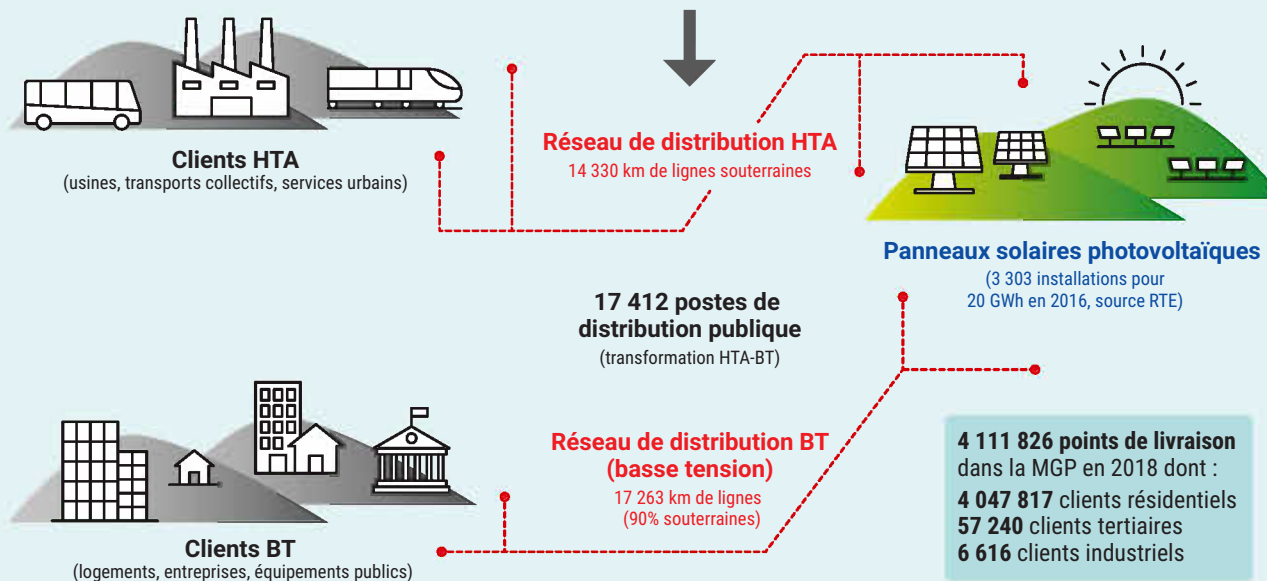 Clients HTA
(usines, transports collectifs, services urbains)
Réseau de distribution HTA
14 330 km de lignes souterraines
Panneaux solaires photovoltaïques
(3 303 installations pour
20 GWh en 2016, source RTE)
17 412 postes de
distribution publique
(transformation HTA-BT)
Réseau de distribution BT
(basse tension)
17 263 km de lignes
(90% souterraines)
Clients BT
(logements, entreprises, équipements publics)
4 111 826 points de livraison
dans la MGP en 2018 dont :
4 047 817 clients résidentiels
57 240 clients tertiaires
6 616 clients industriels